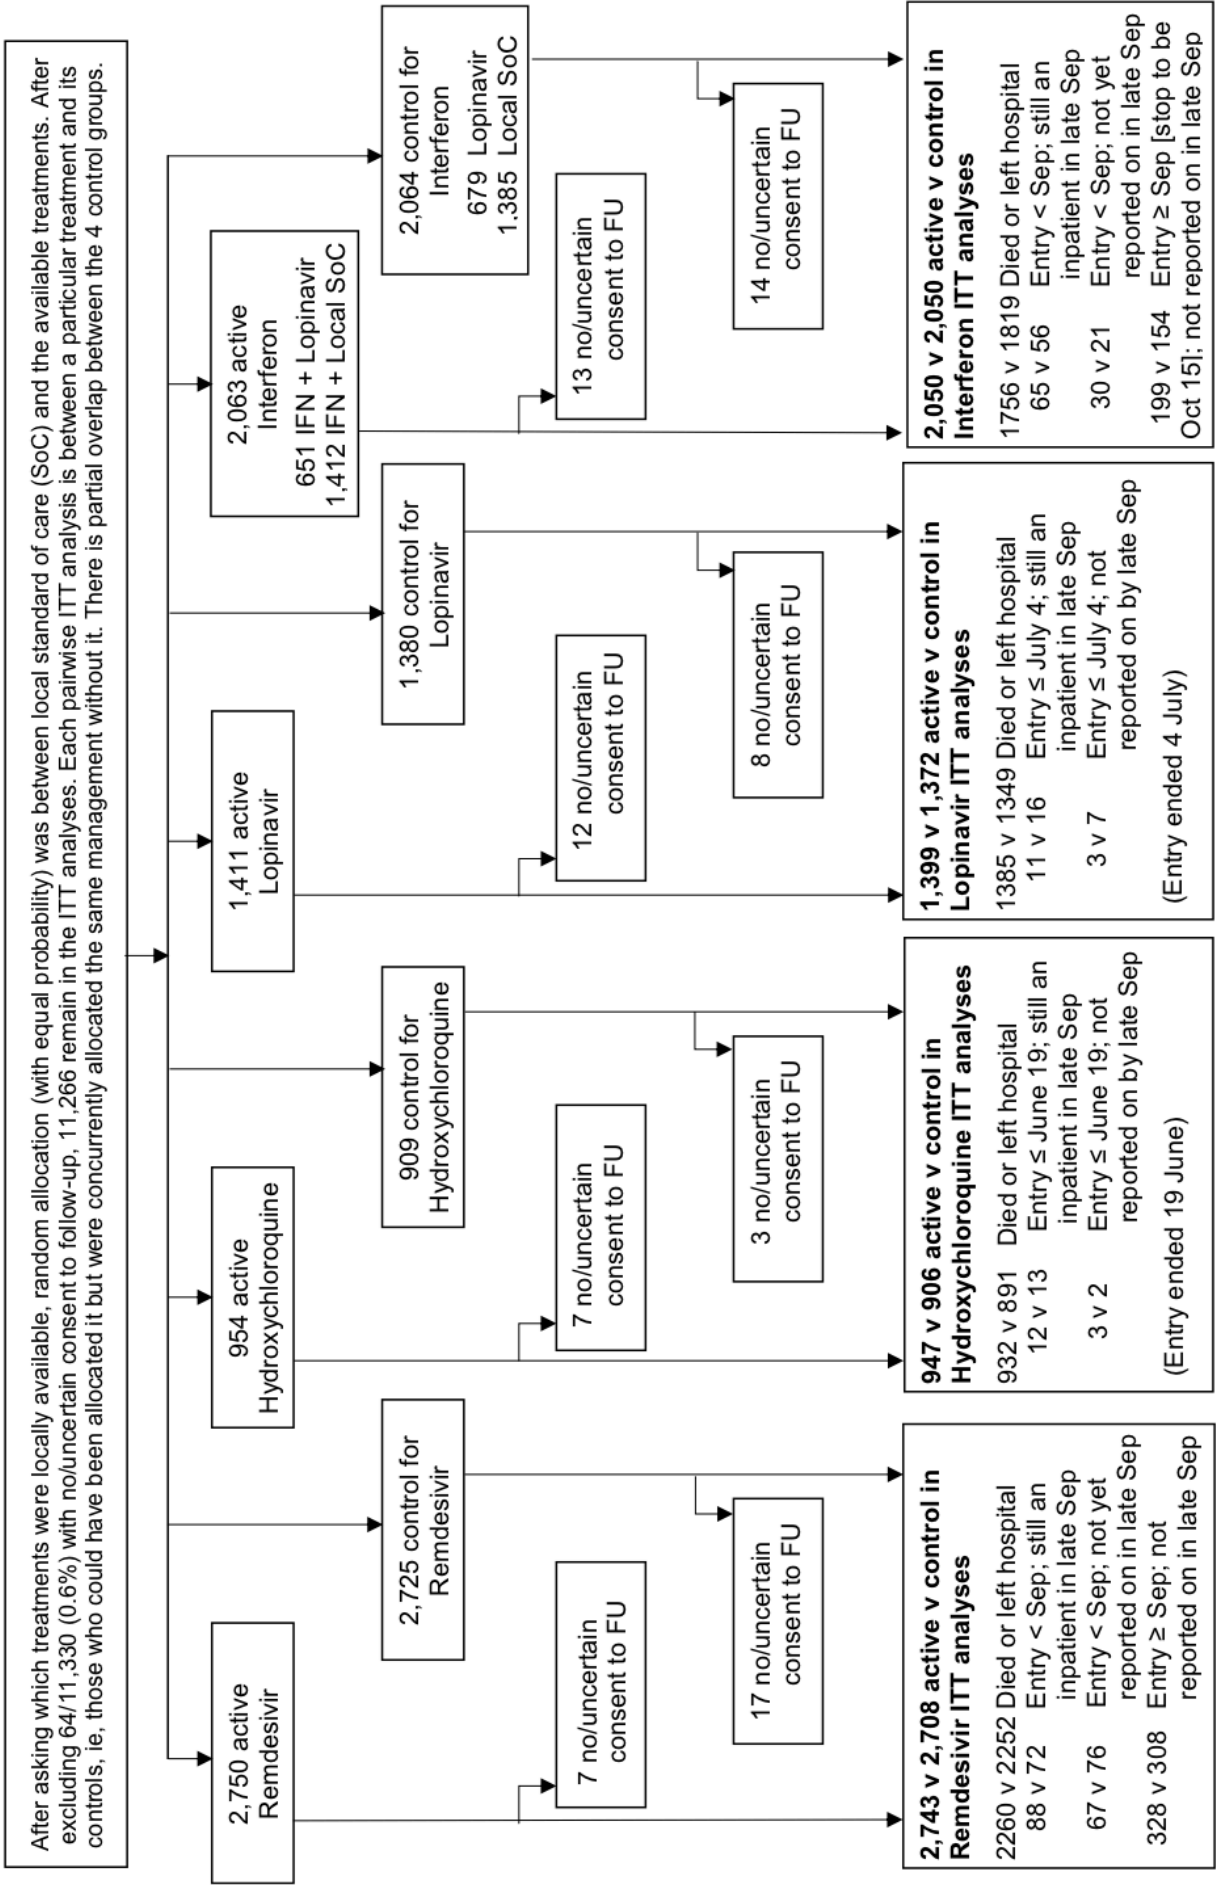 After asking which treatments were locally available, random allocation (with equal probability) was between local standard of care (SoC) and the available treatments. After
excluding 64/11,330 (0.6%) with no/uncertain consent to follow-up, 11,266 remain in the ITT analyses. Each pairwise ITT analysis is between a particular treatment and its
controls, ie, those who could have been allocated it but were concurrently allocated the same management without it. There is partial overlap between the 4 control groups.
2,750 active
Remdesivir
2,725 control for
Remdesivir
7 no/uncertain
consent to FU
17 no/uncertain
consent to FU
2,743 v 2,708 active v control in
Remdesivir ITT analyses
2260 v 2252 Died or left hospital
88 v 72 Entry < Sep; still an
inpatient in late Sep
67 v 76 Entry < Sep; not yet
reported on in late Sep
328 v 308 Entry ≥ Sep; not
reported on in late Sep
954 active
Hydroxychloroquine
909 control for
Hydroxychloroquine
7 no/uncertain
consent to FU
3 no/uncertain
consent to FU
947 v 906 active v control in
Hydroxychloroquine ITT analyses
932 v 891 Died or left hospital
12 v 13 Entry ≤ June 19; still an
inpatient in late Sep
3 v 2 Entry ≤ June 19; not
reported on by late Sep
(Entry ended 19 June)
1,411 active
Lopinavir
1,380 control for
Lopinavir
12 no/uncertain
consent to FU
8 no/uncertain
consent to FU
1,399 v 1,372 active v control in
Lopinavir ITT analyses
1385 v 1349 Died or left hospital
11 v 16 Entry ≤ July 4; still an
inpatient in late Sep
3 v 7 Entry ≤ July 4; not
reported on by late Sep
(Entry ended 4 July)
2,063 active
Interferon
651 IFN + Lopinavir
1,412 IFN + Local SoC
2,064 control for
Interferon
679 Lopinavir
1.385 Local SoC
13 no/uncertain
consent to FU
14 no/uncertain
consent to FU
2,050 v 2,050 active v control in
Interferon ITT analyses
1756 v 1819 Died or left hospital
65 v 56 Entry < Sep; still an
inpatient in late Sep
30 v 21 Entry < Sep; not yet
reported on in late Sep
199 v 154 Entry ≥ Sep [stop to be
Oct 15]; not reported on in late Sep